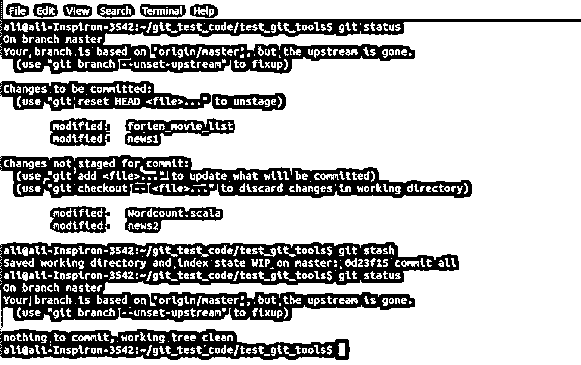 File Edit View Search Terminal Help
ali@ali-Inspiron-3542:~/git_test_code/test_git_tools$ git status
On branch master
Your branch is based on 'origin/master', but the upstream is gone.
  (use "git branch --unset-upstream" to fixup)
Changes to be committed:
  (use "git reset HEAD <file>..." to unstage)
        modified:   forien_movie_list
        modified:   news1
Changes not staged for commit:
  (use "git add <file>..." to update what will be committed)
  (use "git checkout -- <file>..." to discard changes in working directory)
        modified:   Wordcount.scala
        modified:   news2
ali@ali-Inspiron-3542:~/git_test_code/test_git_tools$ git stash
Saved working directory and index state WIP on master: 0d23f15 commit all
ali@ali-Inspiron-3542:~/git_test_code/test_git_tools$ git status
On branch master
Your branch is based on 'origin/master', but the upstream is gone.
  (use "git branch --unset-upstream" to fixup)
nothing to commit, working tree clean
ali@ali-Inspiron-3542:~/git_test_code/test_git_tools$